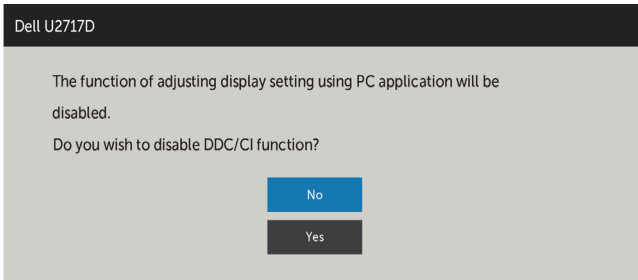 Dell U2717D
The function of adjusting display setting using PC application will be
disabled.
Do you wish to disable DDC/CI function?
No
Yes